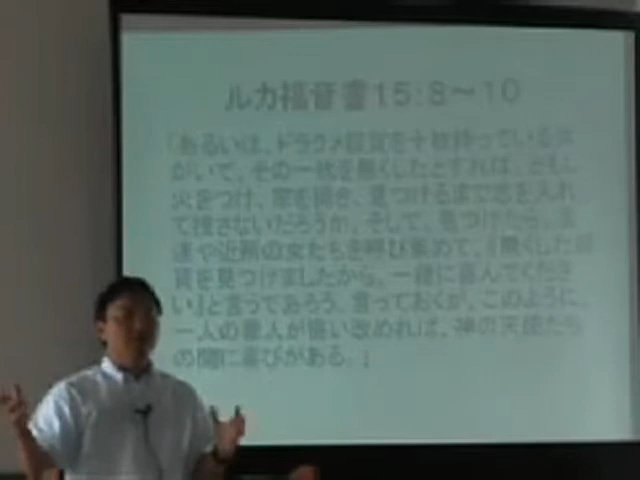 ルカ福音書15:8～10
「あるいは、ドラクメ銀貨を十枚持っている女
がいて、その一枚を無くしたとすれば、ともし
火をつけ、家を掃き、見つけるまで念を入れ
て捜さないだろうか。そして、見つけたら、友
達や近所の女たちを呼び集めて、『無くした銀
貨を見つけましたから、一緒に喜んでくださ
い』と言うであろう。言っておくが、このように、
一人の罪人が悔い改めれば、神の天使たち
の間に喜びがある。」